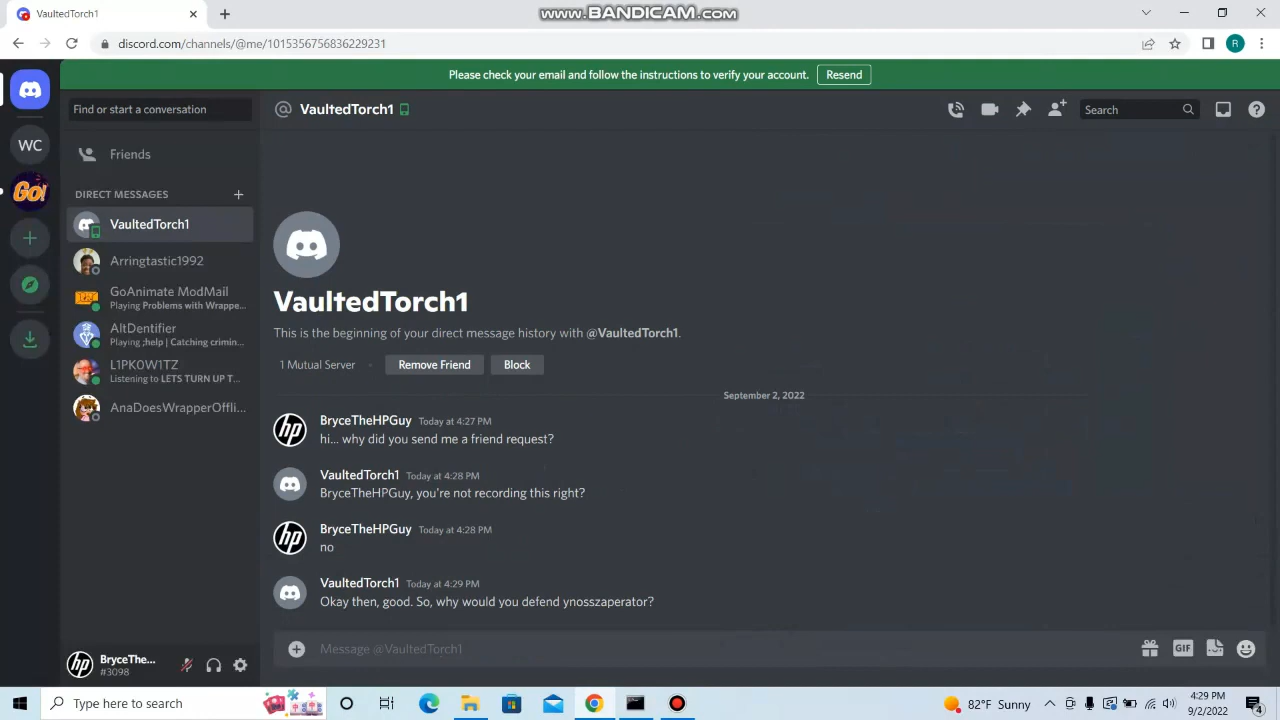 VaultedTorch1
www.BANDICAM.com
discord.com/channels/@me/1015356756836229231
R
Please check your email and follow the instructions to verify your account.
Resend
Find or start a conversation
VaultedTorch1
Search
WC
Friends
GO!
DIRECT MESSAGES
VaultedTorch1
Arringtastic1992
GoAnimate ModMail
Playing Problems with Wrappe...
AltDentifier
Playing ;help | Catching crimin...
L1PK0W1TZ
Listening to LETS TURN UP T...
AnaDoesWrapperOffli...
VaultedTorch1
This is the beginning of your direct message history with @VaultedTorch1.
1 Mutual Server
Remove Friend
Block
September 2, 2022
hp
BryceTheHPGuy Today at 4:27 PM
hi... why did you send me a friend request?
VaultedTorch1 Today at 4:28 PM
BryceTheHPGuy, you're not recording this right?
hp
BryceTheHPGuy Today at 4:28 PM
no
VaultedTorch1 Today at 4:29 PM
Okay then, good. So, why would you defend ynosszaperator?
Message @VaultedTorch1
GIF
hp
BryceThe...
#3098
Type here to search
82°F Sunny
4:29 PM
9/2/2022
4